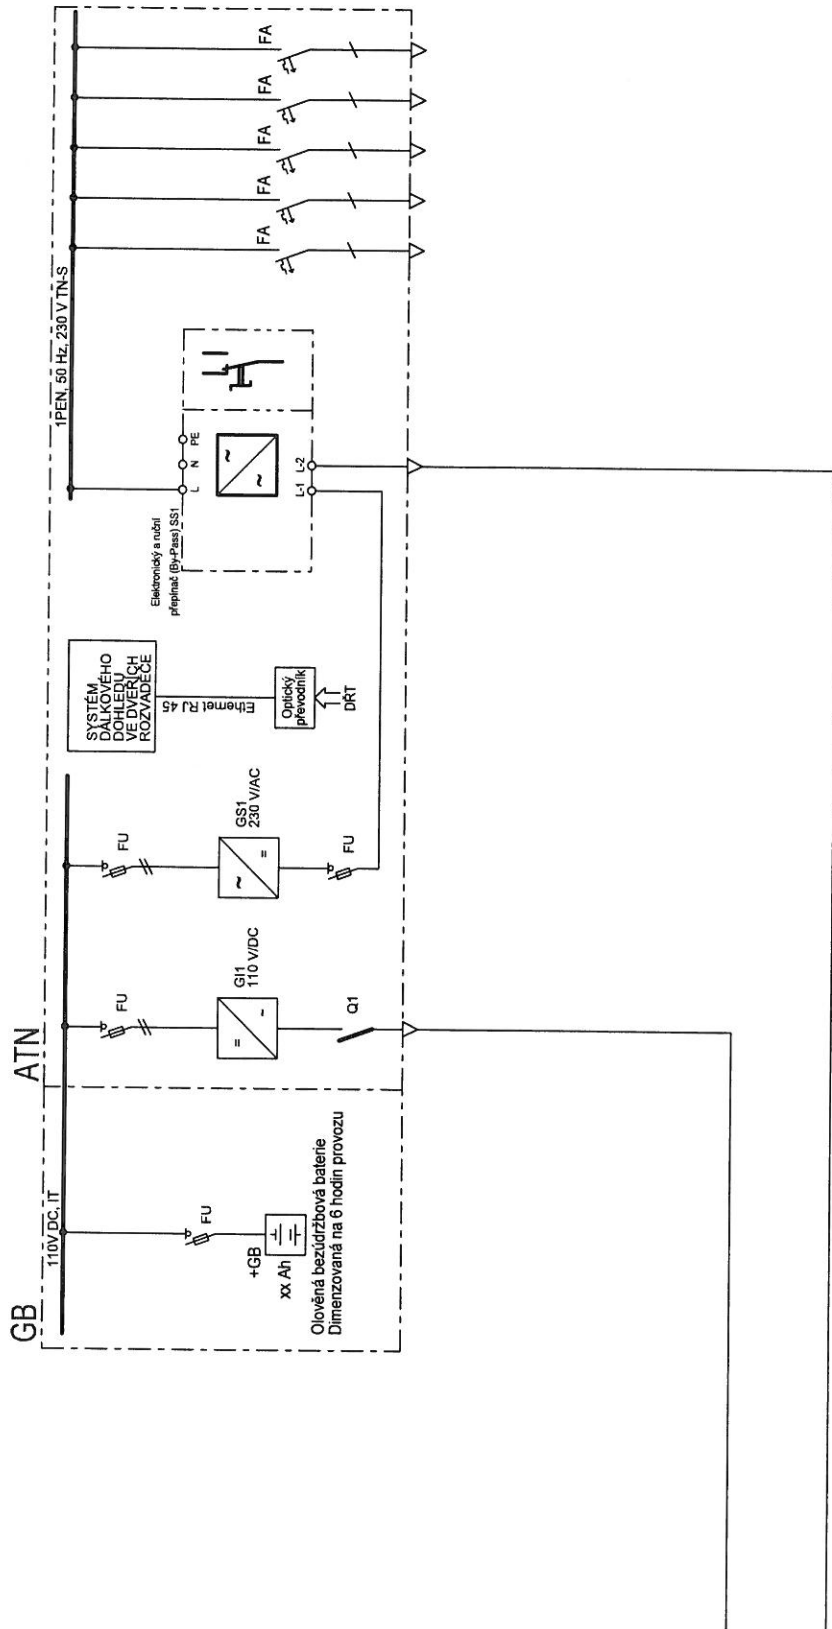 GB
ATN
110V DC, IT
FU
+GB
xx Ah
Olověná bezúdržbová baterie
Dimenzovaná na 6 hodin provozu
FU
GI1
110 V/DC
Q1
FU
GS1
230 V/AC
FU
SYSTÉM
DÁLKOVÉHO
DOHLEDU
VE DVEŘÍCH
ROZVADĚČE
Ethernet RJ 45
Optický
převodník
DŘT
Elektronický a ruční
přepínač (By-Pass) SS1
L
N
PE
L-1
L-2
1PEN, 50 Hz, 230 V TN-S
FA
FA
FA
FA
FA